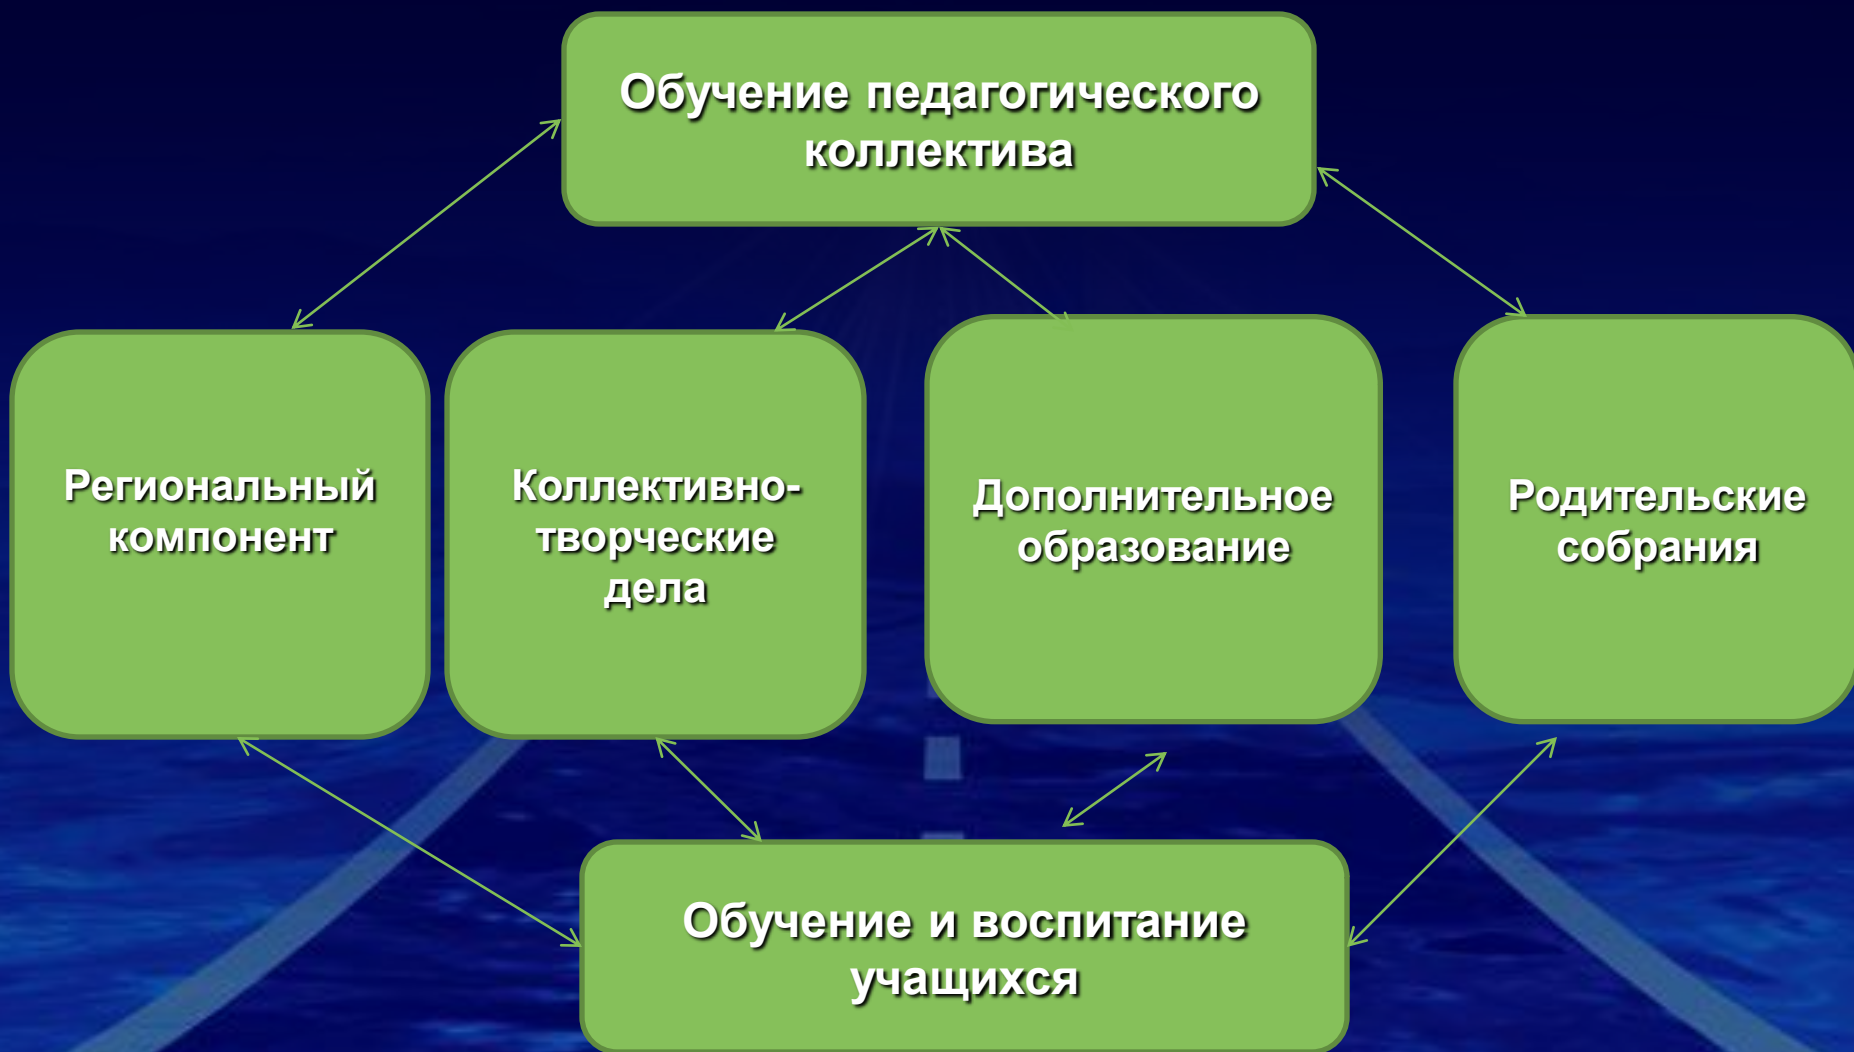 Обучение педагогического
коллектива
Региональный
компонент
Коллективно-
творческие
дела
Дополнительное
образование
Родительские
собрания
Обучение и воспитание
учащихся